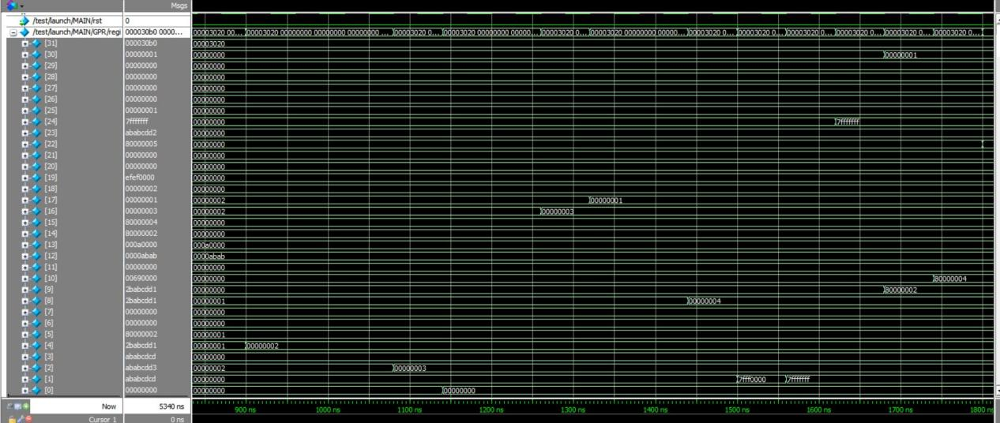 Msgs
/test/launch/MAIN/rst 0
/test/launch/MAIN/GPR/regi 000030b0 0000... 00003020 00... 00003020 00000000 00000000 00000000 ... 00003020 0... 00003020 00000000 00000... 00003020 0... 00003020 00000000 00000... 00003020 0... 00003020 0... 00003020 0... 00003020 0... 00003020 0... 00003020 0...
[31] 000030b0 00003020
[30] 00000001 00000000 00000001
[29] 00000000 00000000
[28] 00000000 00000000
[27] 00000000 00000000
[26] 00000000 00000000
[25] 00000001 00000000
[24] 7fffffff 00000000 7fffffff
[23] ababcdd2 00000000
[22] 80000005 00000000
[21] 00000000 00000000
[20] 00000000 00000000
[19] efef0000 00000000
[18] 00000002 00000000
[17] 00000001 00000002 00000001
[16] 00000003 00000002 00000003
[15] 80000004 00000000
[14] 80000002 00000000
[13] 000a0000 000a0000
[12] 0000abab 0000abab
[11] 00000000 00000000
[10] 00690000 00000000 80000004
[9] 2babcdd1 00000000 80000002
[8] 2babcdd1 00000001 00000004
[7] 00000000 00000000
[6] 00000000 00000000
[5] 80000002 00000001
[4] 2babcdd1 00000001 00000002
[3] ababcdcd 00000000
[2] ababcdd3 00000002 00000003
[1] ababcdcd 00000000 7fff0000 7fffffff
[0] 00000000 00000000 00000000
Now 5340 ns 900 ns 1000 ns 1100 ns 1200 ns 1300 ns 1400 ns 1500 ns 1600 ns 1700 ns 1800 ns
Cursor 1 0 ns